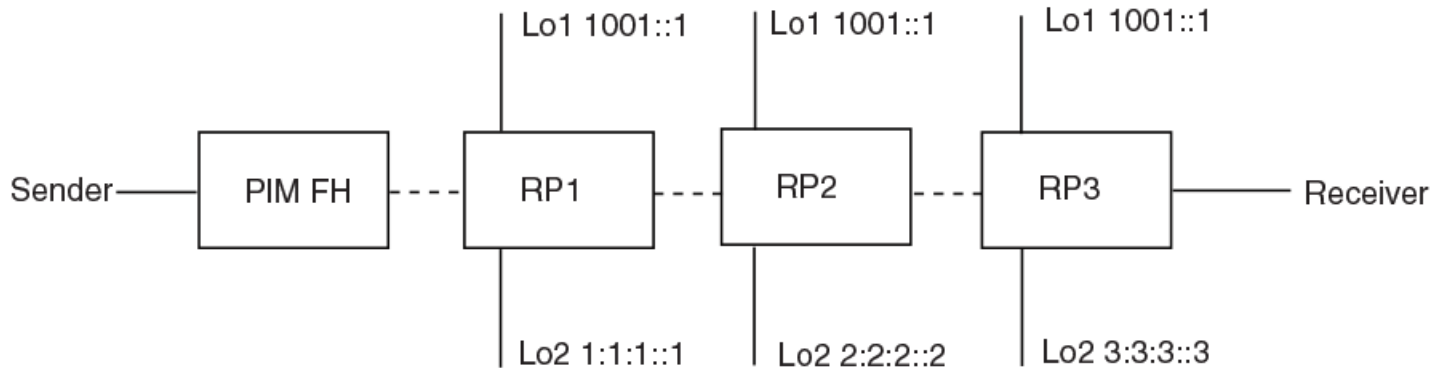 Lo1 1001::1
Lo1 1001::1
Lo1 1001::1
Sender
PIM FH
RP1
RP2
RP3
Receiver
Lo2 1:1:1::1
Lo2 2:2:2::2
Lo2 3:3:3::3